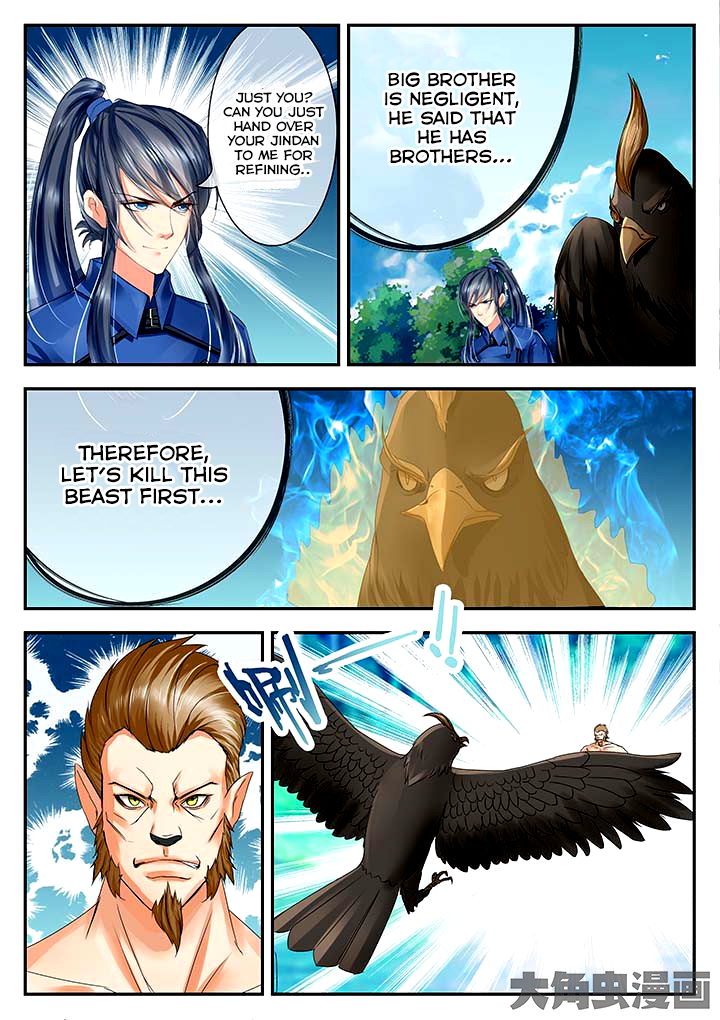 JUST YOU?
CAN YOU JUST
HAND OVER
YOUR JINDAN
TO ME FOR
REFINING..
BIG BROTHER
IS NEGLIGENT,
HE SAID THAT
HE HAS
BROTHERS...
THEREFORE,
LET'S KILL THIS
BEAST FIRST...
!!
大角虫漫画